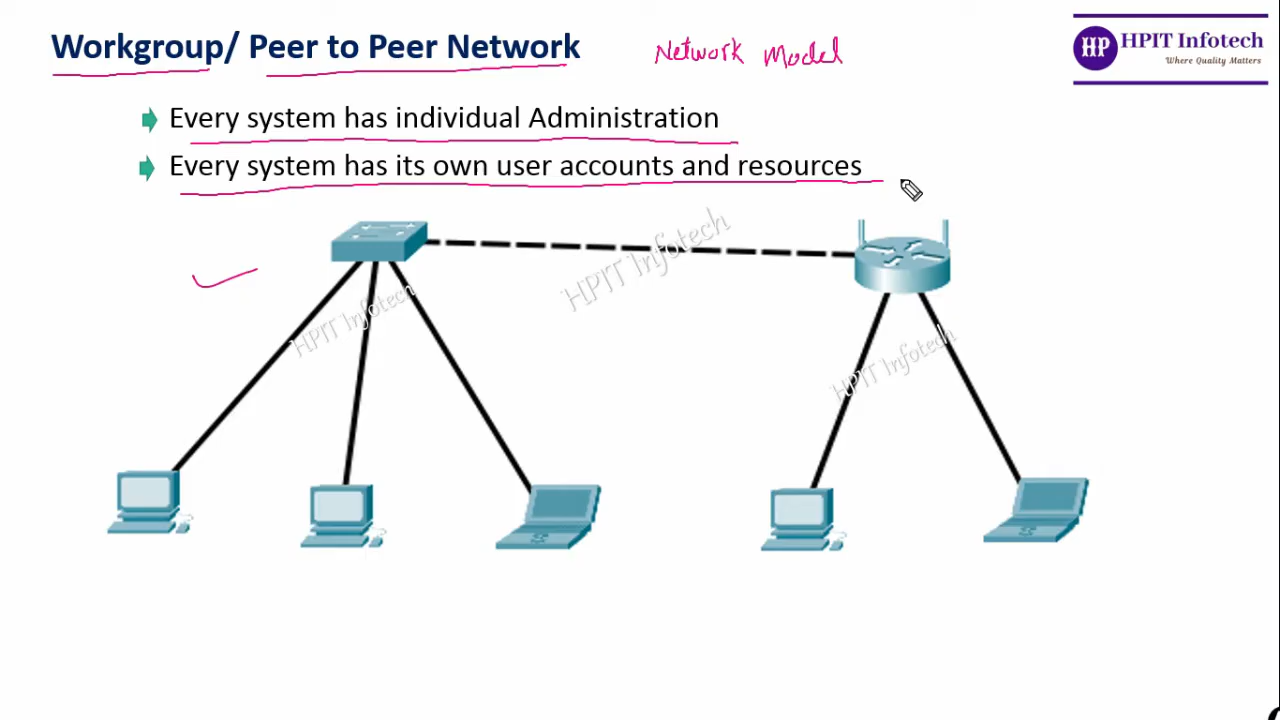 Workgroup/ Peer to Peer Network
Network Model
HP HPIT Infotech
Where Quality Matters
Every system has individual Administration
Every system has its own user accounts and resources
HPIT Infotech
HPIT Infotech
HPIT Infotech